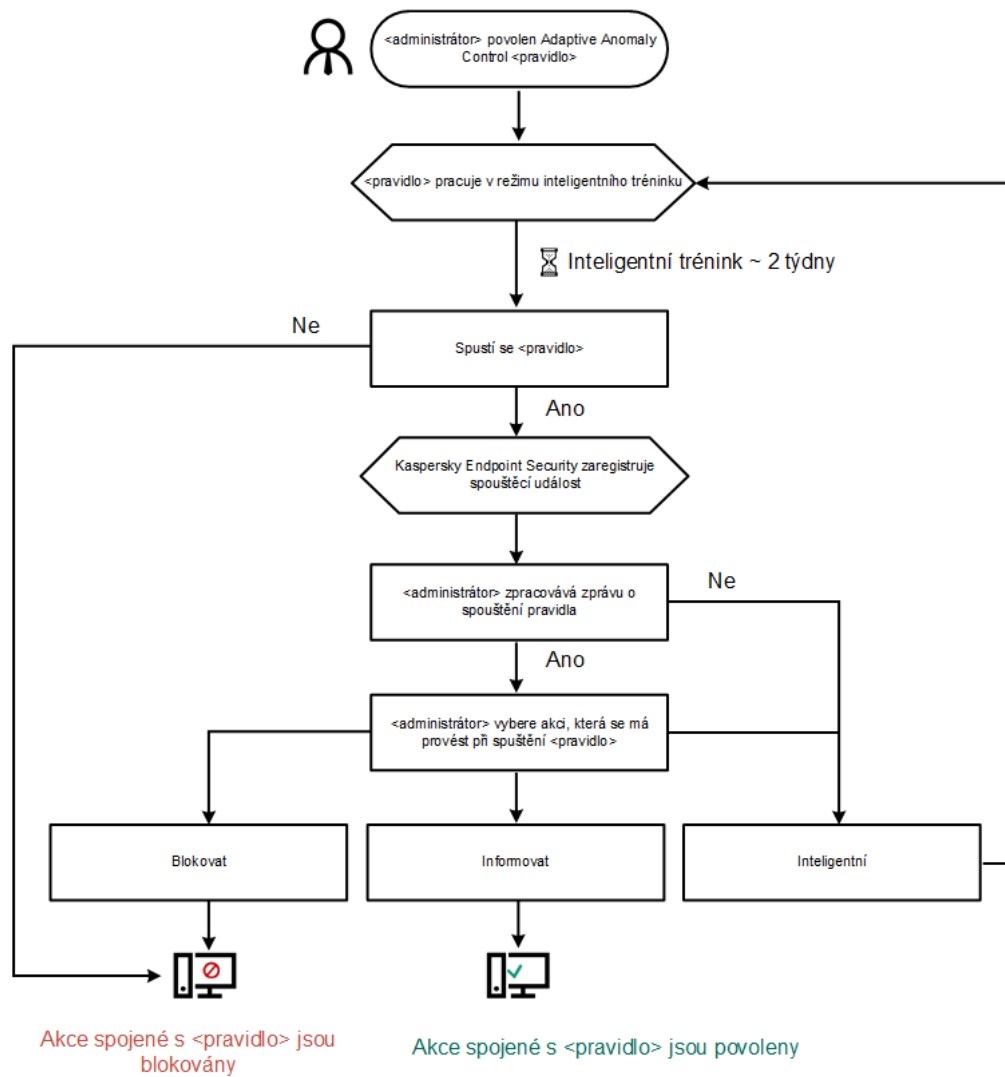 <administrátor> povolen Adaptive Anomaly
Control <pravidlo>
<pravidlo> pracuje v režimu inteligentního tréninku
Inteligentní trénink ~ 2 týdny
Ne
Spustí se <pravidlo>
Ano
Kaspersky Endpoint Security zaregistruje
spouštěcí událost
<administrátor> zpracovává zprávu o
spouštění pravidla
Ne
Ano
<administrátor> vybere akci, která se má
provést při spuštění <pravidlo>
Blokovat
Informovat
Inteligentní
Akce spojené s <pravidlo> jsou
blokovány
Akce spojené s <pravidlo> jsou povoleny